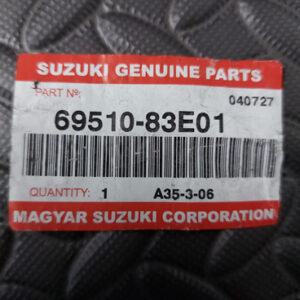 SUZUKI GENUINE PARTS
PART Nº
040727
69510-83E01
QUANTITY: 1 A35-3-06
MAGYAR SUZUKI CORPORATION